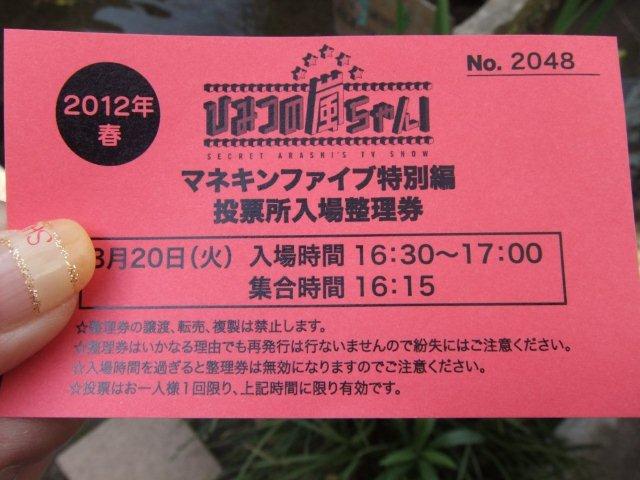 No. 2048
2012年
春
ひみつの嵐ちゃん!
SECRET ARASHI'S TV SHOW
マネキンファイブ特別編
投票所入場整理券
3月20日(火) 入場時間 16:30~17:00
集合時間 16:15
☆整理券の譲渡、転売、複製は禁止します。
☆整理券はいかなる理由でも再発行は行ないませんので紛失にはご注意ください。
☆入場時間を過ぎると整理券は無効になりますのでご注意ください。
☆投票はお一人様1回限り、上記時間に限り有効です。